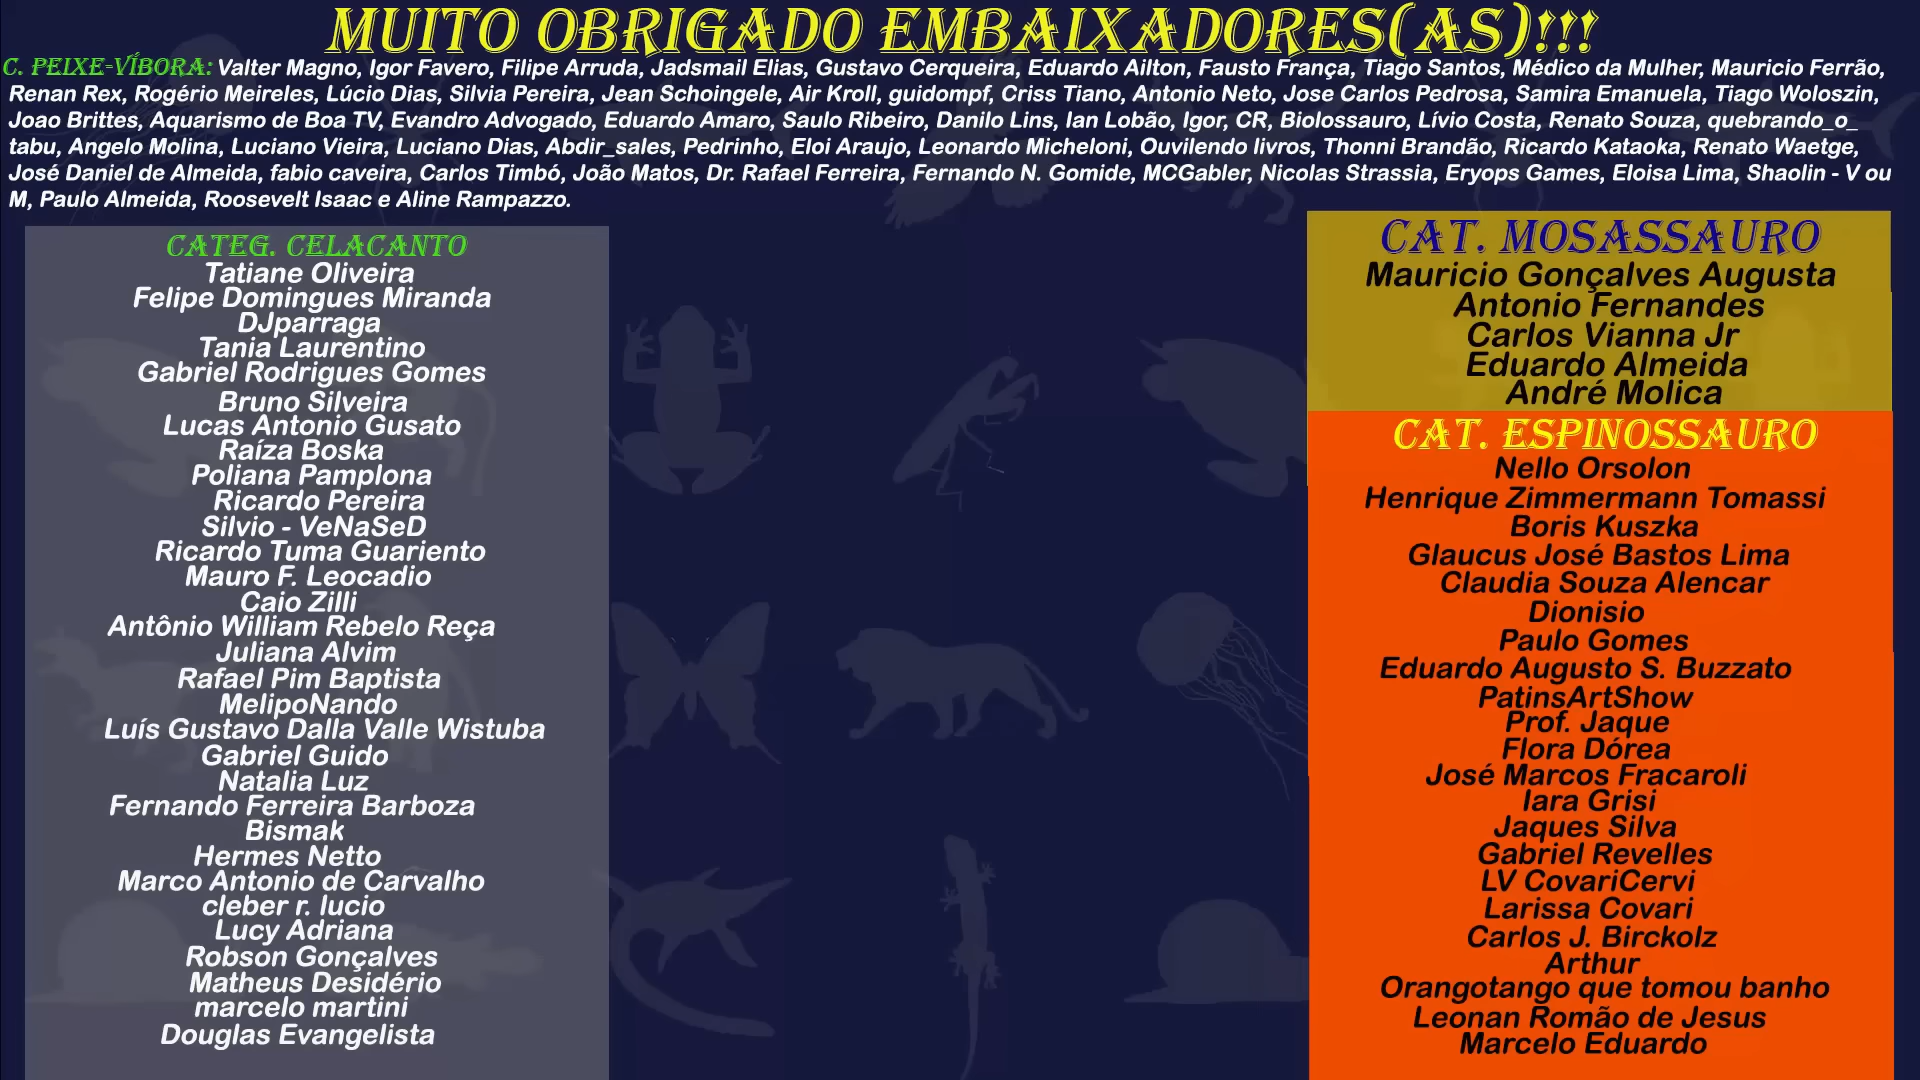 MUITO OBRIGADO EMBAIXADORES(AS)!!!
C. PEIXE-VÍBORA: Valter Magno, Igor Favero, Filipe Arruda, Jadsmail Elias, Gustavo Cerqueira, Eduardo Ailton, Fausto França, Tiago Santos, Médico da Mulher, Mauricio Ferrão,
Renan Rex, Rogério Meireles, Lúcio Dias, Silvia Pereira, Jean Schoingele, Air Kroll, guidompf, Criss Tiano, Antonio Neto, Jose Carlos Pedrosa, Samira Emanuela, Tiago Woloszin,
Joao Brittes, Aquarismo de Boa TV, Evandro Advogado, Eduardo Amaro, Saulo Ribeiro, Danilo Lins, Ian Lobão, Igor, CR, Biolossauro, Lívio Costa, Renato Souza, quebrando_o_
tabu, Angelo Molina, Luciano Vieira, Luciano Dias, Abdir_sales, Pedrinho, Eloi Araujo, Leonardo Micheloni, Ouvilendo livros, Thonni Brandão, Ricardo Kataoka, Renato Waetge,
José Daniel de Almeida, fabio caveira, Carlos Timbó, João Matos, Dr. Rafael Ferreira, Fernando N. Gomide, MCGabler, Nicolas Strassia, Eryops Games, Eloisa Lima, Shaolin - V ou
M, Paulo Almeida, Roosevelt Isaac e Aline Rampazzo.
CATEG. CELACANTO
Tatiane Oliveira
Felipe Domingues Miranda
DJparraga
Tania Laurentino
Gabriel Rodrigues Gomes
Bruno Silveira
Lucas Antonio Gusato
Raíza Boska
Poliana Pamplona
Ricardo Pereira
Silvio - VeNaSeD
Ricardo Tuma Guariento
Mauro F. Leocadio
Caio Zilli
Antônio William Rebelo Reça
Juliana Alvim
Rafael Pim Baptista
MelipoNando
Luís Gustavo Dalla Valle Wistuba
Gabriel Guido
Natalia Luz
Fernando Ferreira Barboza
Bismak
Hermes Netto
Marco Antonio de Carvalho
cleber r. lucio
Lucy Adriana
Robson Gonçalves
Matheus Desidério
marcelo martini
Douglas Evangelista
CAT. MOSASSAURO
Mauricio Gonçalves Augusta
Antonio Fernandes
Carlos Vianna Jr
Eduardo Almeida
André Molica
CAT. ESPINOSSAURO
Nello Orsolon
Henrique Zimmermann Tomassi
Boris Kuszka
Glaucus José Bastos Lima
Claudia Souza Alencar
Dionisio
Paulo Gomes
Eduardo Augusto S. Buzzato
PatinsArtShow
Prof. Jaque
Flora Dórea
José Marcos Fracaroli
Iara Grisi
Jaques Silva
Gabriel Revelles
LV CovariCervi
Larissa Covari
Carlos J. Birckolz
Arthur
Orangotango que tomou banho
Leonan Romão de Jesus
Marcelo Eduardo